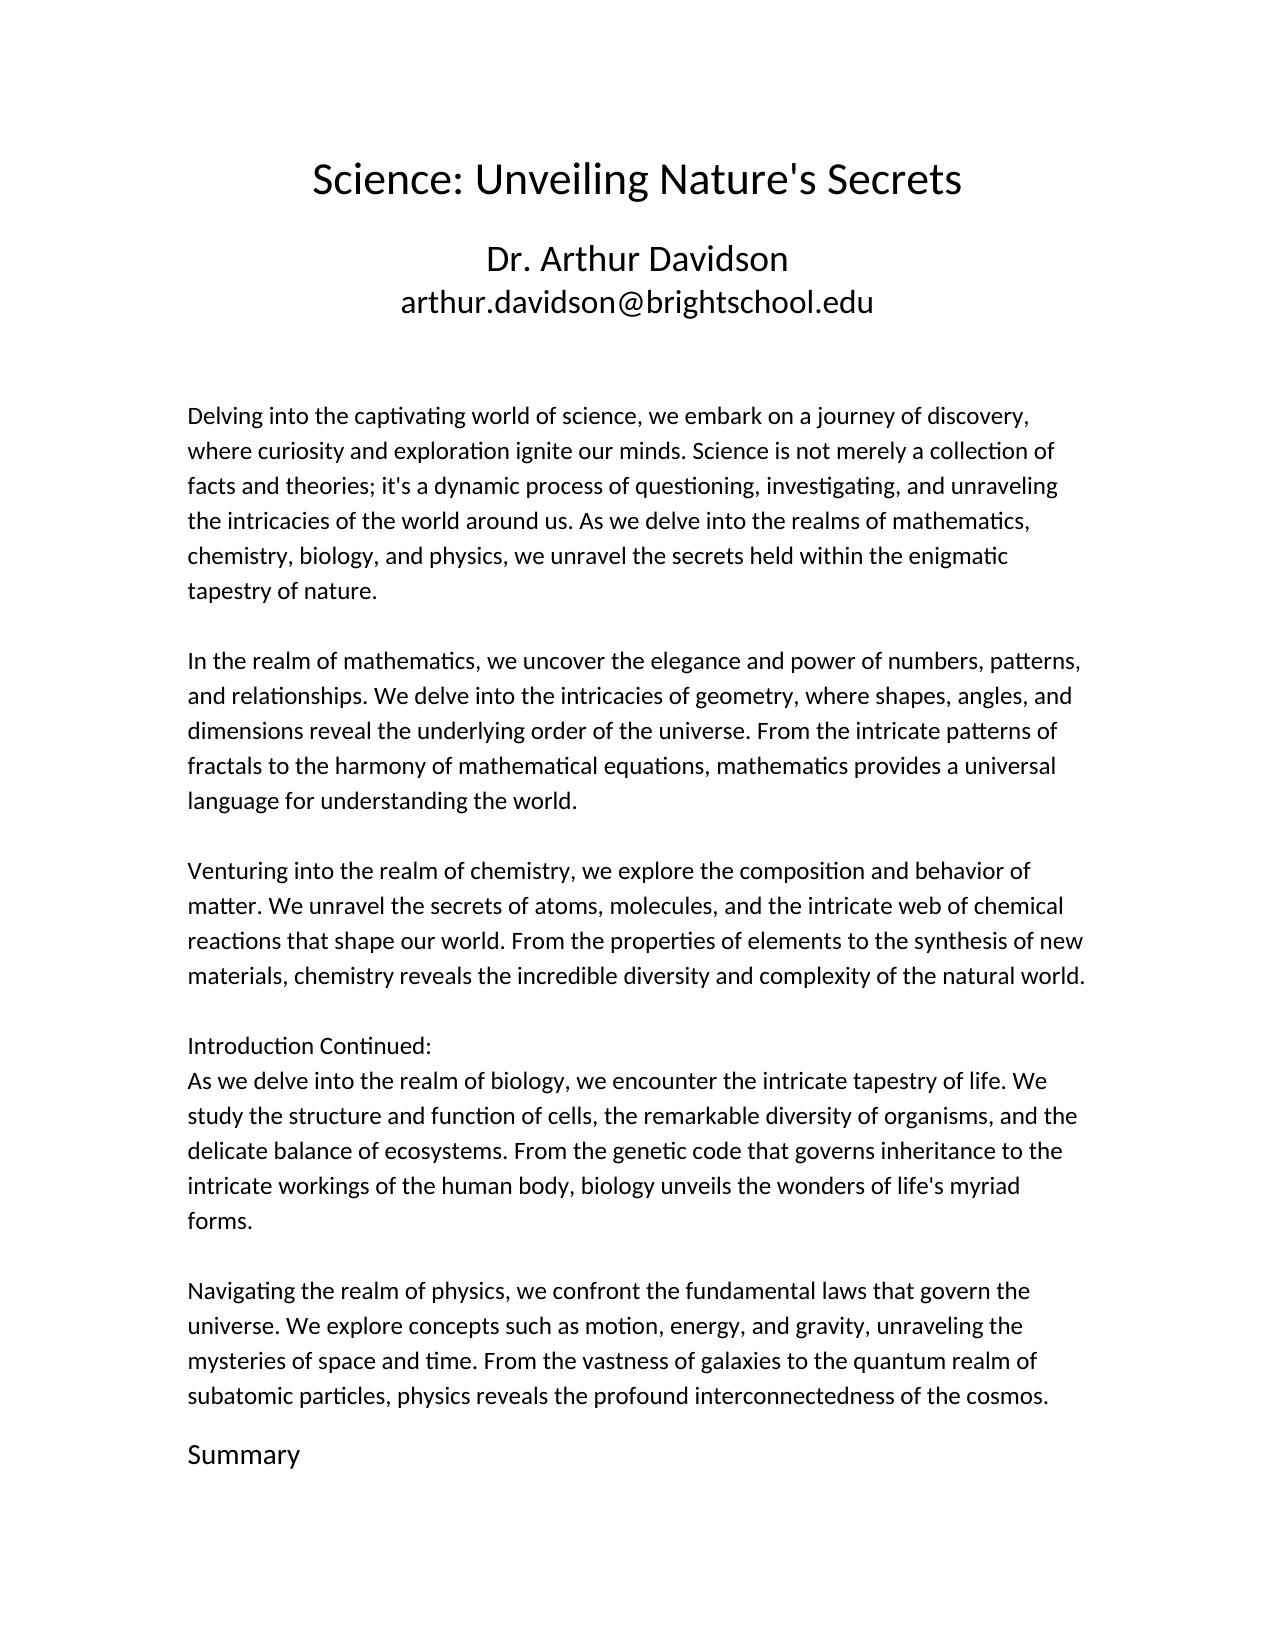 Science: Unveiling Nature's Secrets
Dr. Arthur Davidson
arthur.davidson@brightschool.edu
Delving into the captivating world of science, we embark on a journey of discovery,
where curiosity and exploration ignite our minds. Science is not merely a collection of
facts and theories; it's a dynamic process of questioning, investigating, and unraveling
the intricacies of the world around us. As we delve into the realms of mathematics,
chemistry, biology, and physics, we unravel the secrets held within the enigmatic
tapestry of nature.
In the realm of mathematics, we uncover the elegance and power of numbers, patterns,
and relationships. We delve into the intricacies of geometry, where shapes, angles, and
dimensions reveal the underlying order of the universe. From the intricate patterns of
fractals to the harmony of mathematical equations, mathematics provides a universal
language for understanding the world.
Venturing into the realm of chemistry, we explore the composition and behavior of
matter. We unravel the secrets of atoms, molecules, and the intricate web of chemical
reactions that shape our world. From the properties of elements to the synthesis of new
materials, chemistry reveals the incredible diversity and complexity of the natural world.
Introduction Continued:
As we delve into the realm of biology, we encounter the intricate tapestry of life. We
study the structure and function of cells, the remarkable diversity of organisms, and the
delicate balance of ecosystems. From the genetic code that governs inheritance to the
intricate workings of the human body, biology unveils the wonders of life's myriad
forms.
Navigating the realm of physics, we confront the fundamental laws that govern the
universe. We explore concepts such as motion, energy, and gravity, unraveling the
mysteries of space and time. From the vastness of galaxies to the quantum realm of
subatomic particles, physics reveals the profound interconnectedness of the cosmos.
Summary